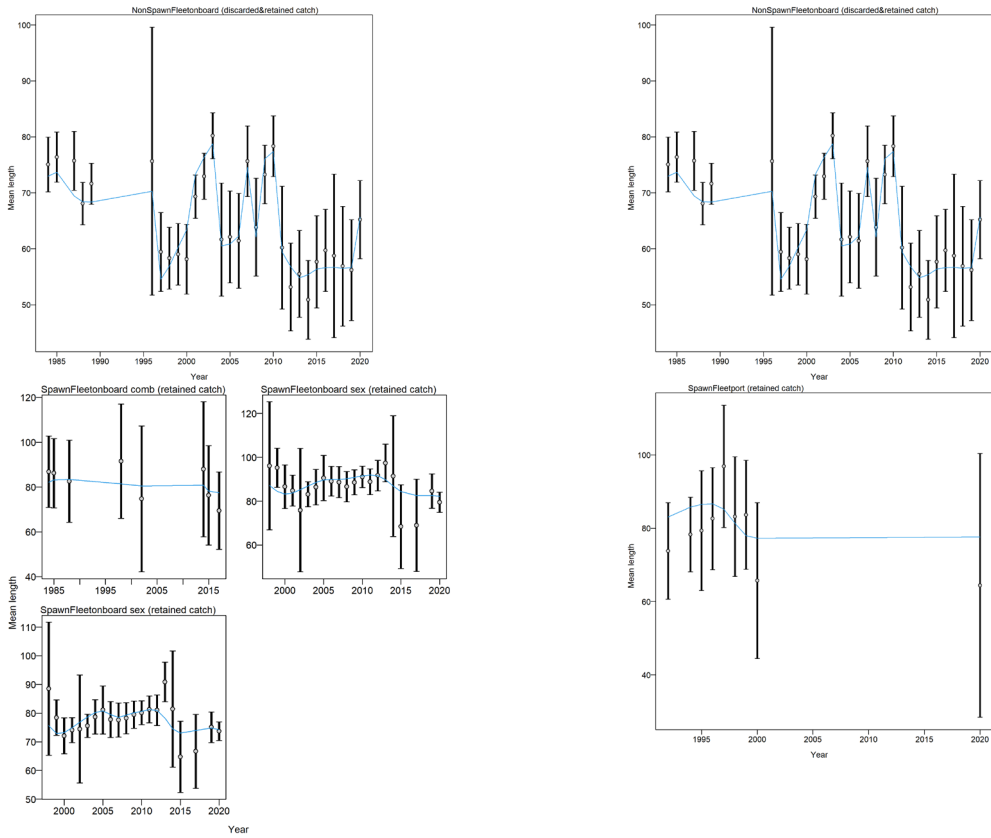 NonSpawnFleetonboard (discarded&retained catch)
100
90
80
70
60
50
Mean length
1985 1990 1995 2000 2005 2010 2015 2020
Year
NonSpawnFleetonboard (discarded&retained catch)
100
90
80
70
60
50
Mean length
1985 1990 1995 2000 2005 2010 2015 2020
Year
SpawnFleetonboard comb (retained catch)
120
100
80
60
40
1985 1995 2005 2015
SpawnFleetonboard sex (retained catch)
120
100
80
60
2000 2005 2010 2015 2020
SpawnFleetonboard sex (retained catch)
110
100
90
80
70
60
50
2000 2005 2010 2015 2020
Mean length
Year
SpawnFleetport (retained catch)
100
80
60
40
Mean length
1995 2000 2005 2010 2015 2020
Year